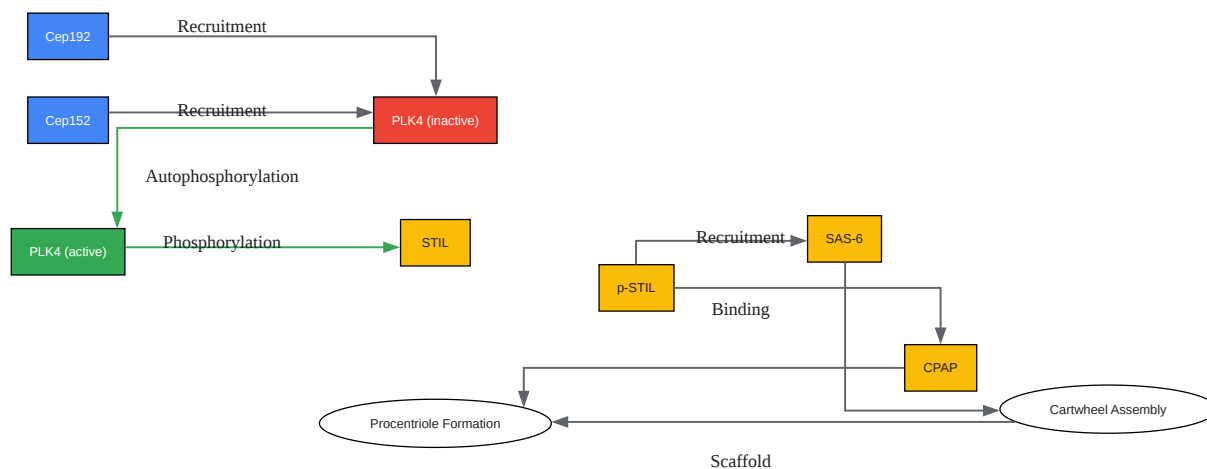 Cep192
Recruitment
Cep152
Recruitment
PLK4 (inactive)
Autophosphorylation
PLK4 (active)
Phosphorylation
STIL
Recruitment
SAS-6
p-STIL
Binding
CPAP
Procentriole Formation
Cartwheel Assembly
Scaffold